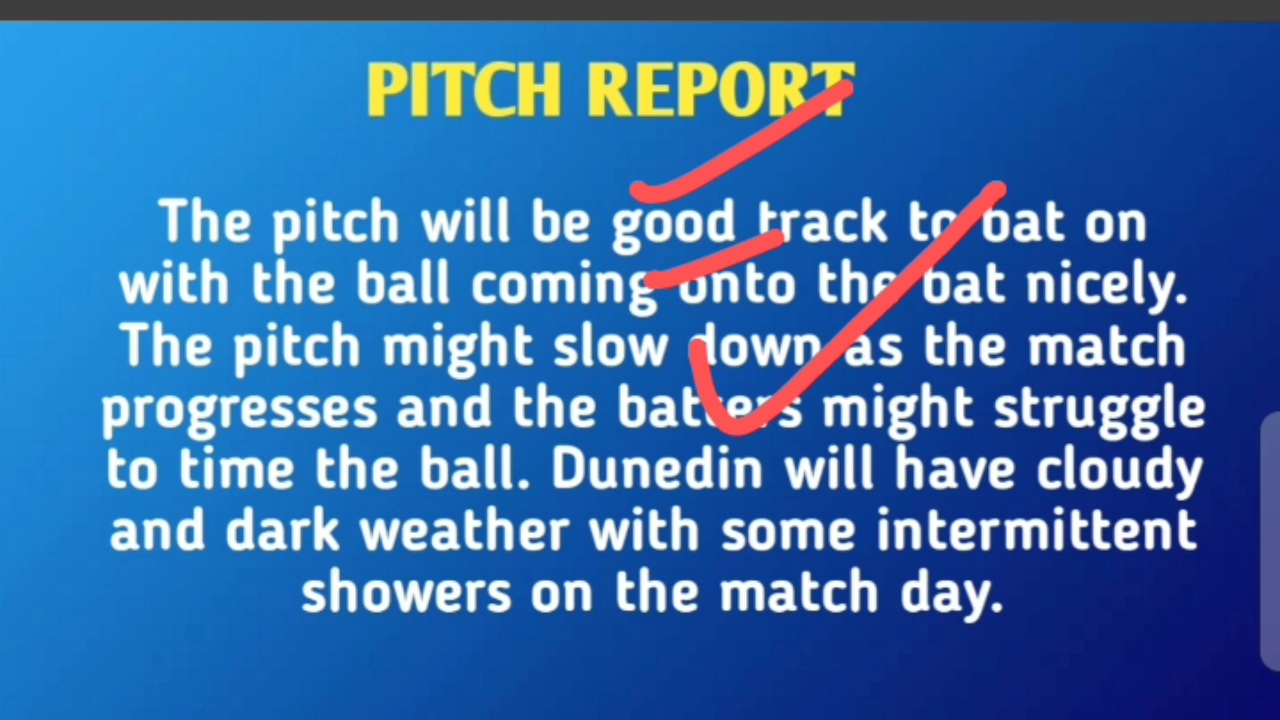 PITCH REPORT
The pitch will be good track to bat on
with the ball coming onto the bat nicely.
The pitch might slow down as the match
progresses and the batters might struggle
to time the ball. Dunedin will have cloudy
and dark weather with some intermittent
showers on the match day.